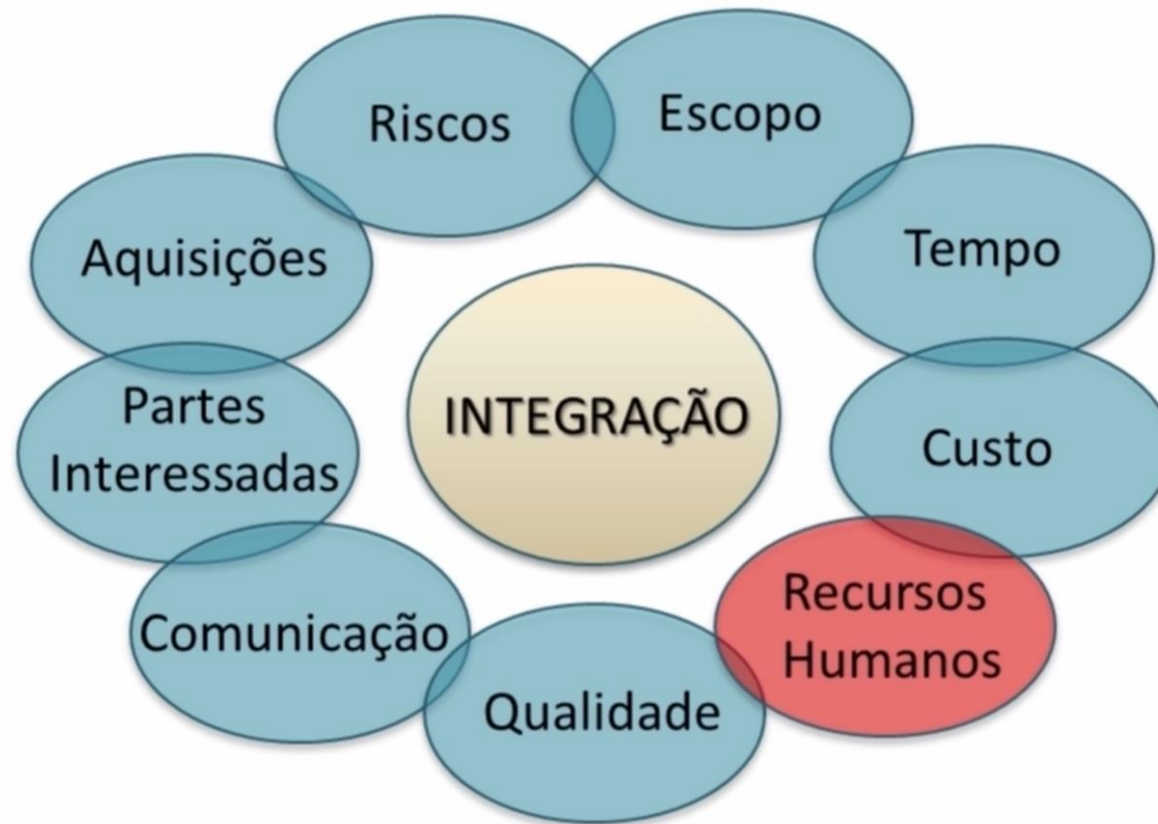 Riscos
Escopo
Aquisições
Tempo
Partes
Interessadas
INTEGRAÇÃO
Custo
Comunicação
Recursos
Humanos
Qualidade